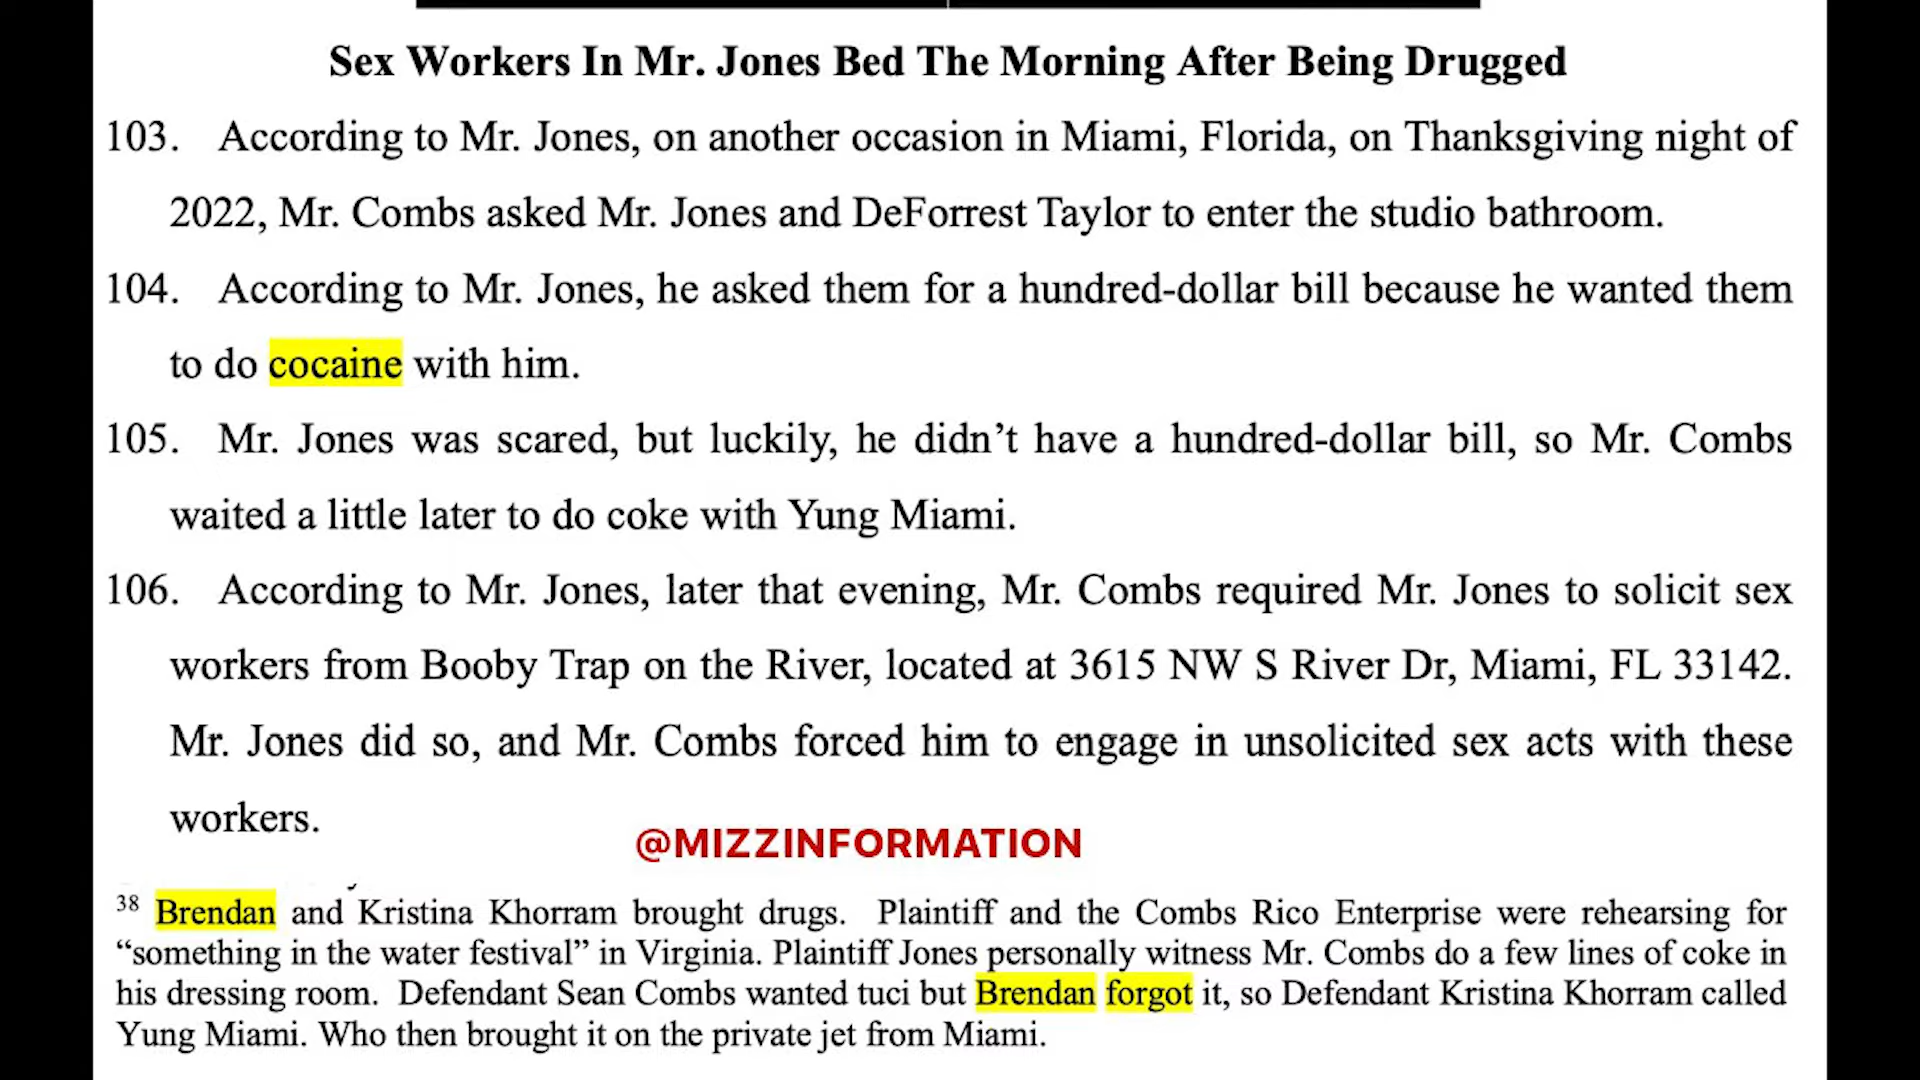 Sex Workers In Mr. Jones Bed The Morning After Being Drugged
103. According to Mr. Jones, on another occasion in Miami, Florida, on Thanksgiving night of
2022, Mr. Combs asked Mr. Jones and DeForrest Taylor to enter the studio bathroom.
104. According to Mr. Jones, he asked them for a hundred-dollar bill because he wanted them
to do cocaine with him.
105. Mr. Jones was scared, but luckily, he didn’t have a hundred-dollar bill, so Mr. Combs
waited a little later to do coke with Yung Miami.
106. According to Mr. Jones, later that evening, Mr. Combs required Mr. Jones to solicit sex
workers from Booby Trap on the River, located at 3615 NW S River Dr, Miami, FL 33142.
Mr. Jones did so, and Mr. Combs forced him to engage in unsolicited sex acts with these
workers.
@MIZZINFORMATION
38 Brendan and Kristina Khorram brought drugs. Plaintiff and the Combs Rico Enterprise were rehearsing for
“something in the water festival” in Virginia. Plaintiff Jones personally witness Mr. Combs do a few lines of coke in
his dressing room. Defendant Sean Combs wanted tuci but Brendan forgot it, so Defendant Kristina Khorram called
Yung Miami. Who then brought it on the private jet from Miami.